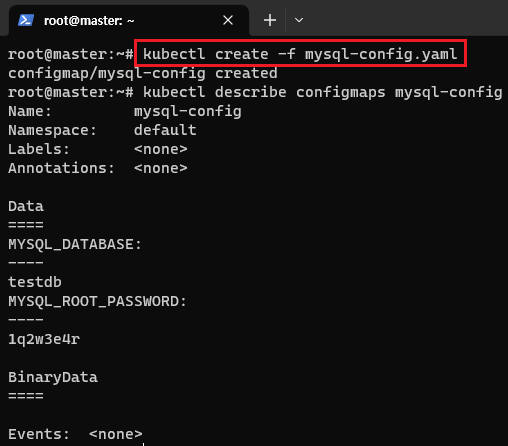 root@master: ~
root@master:~# kubectl create -f mysql-config.yaml
configmap/mysql-config created
root@master:~# kubectl describe configmaps mysql-config
Name:         mysql-config
Namespace:    default
Labels:       <none>
Annotations:  <none>

Data
====
MYSQL_DATABASE:
----
testdb
MYSQL_ROOT_PASSWORD:
----
1q2w3e4r

BinaryData
====

Events:  <none>